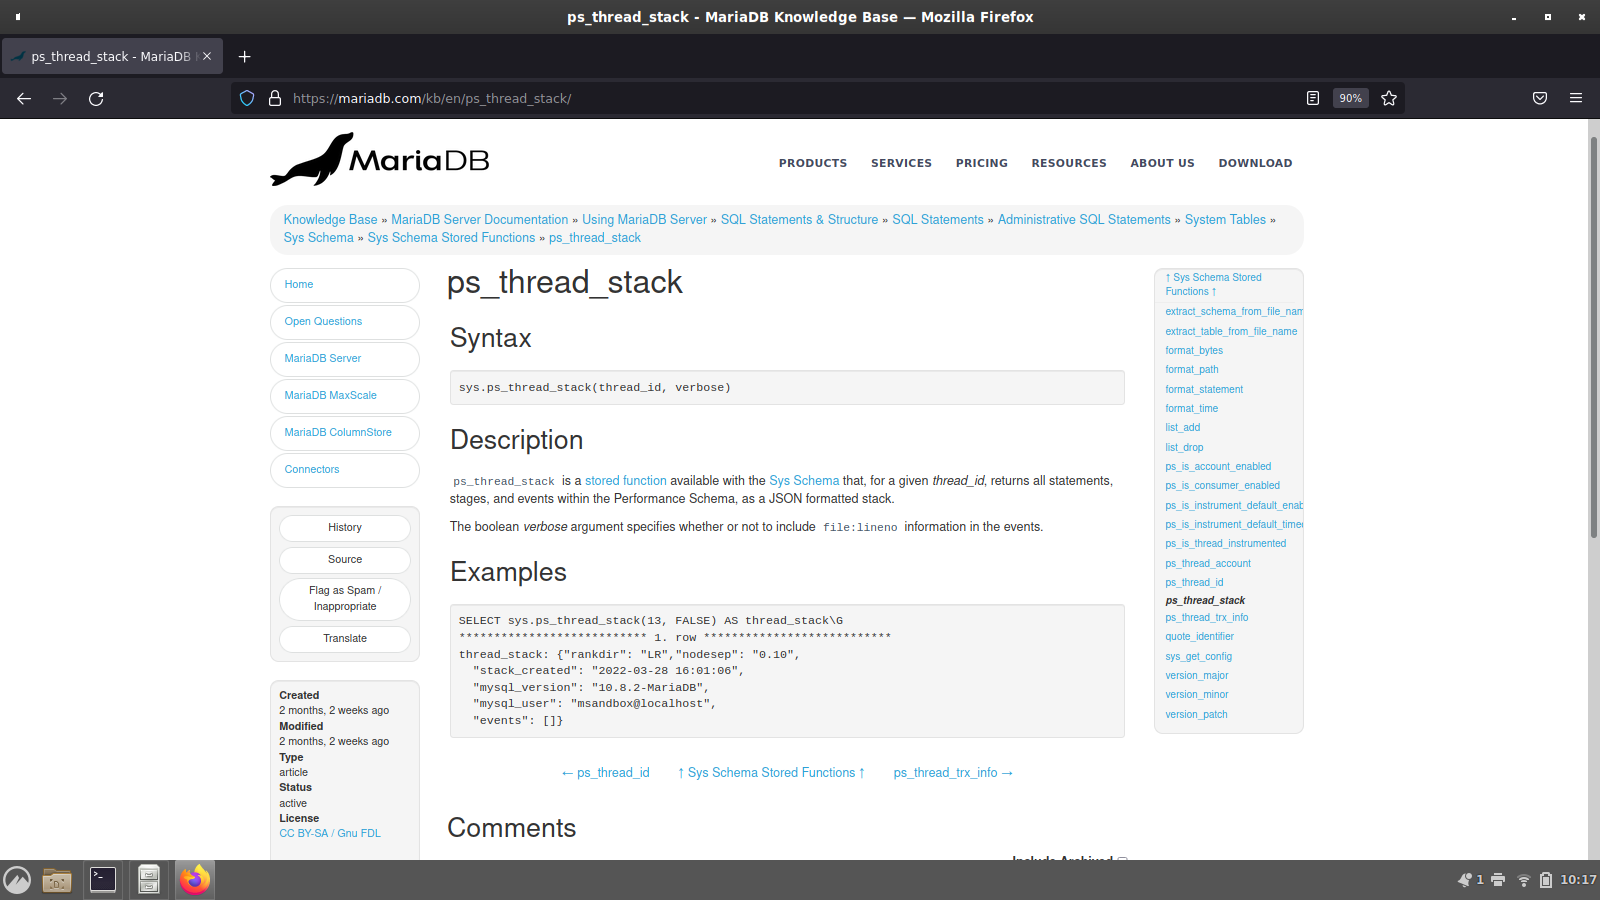 ps_thread_stack - MariaDB Knowledge Base — Mozilla Firefox
ps_thread_stack - MariaDB
https://mariadb.com/kb/en/ps_thread_stack/
90%
MariaDB
PRODUCTS SERVICES PRICING RESOURCES ABOUT US DOWNLOAD
Knowledge Base » MariaDB Server Documentation » Using MariaDB Server » SQL Statements & Structure » SQL Statements » Administrative SQL Statements » System Tables »
Sys Schema » Sys Schema Stored Functions » ps_thread_stack
Home
Open Questions
MariaDB Server
MariaDB MaxScale
MariaDB ColumnStore
Connectors
History
Source
Flag as Spam /
Inappropriate
Translate
Created
2 months, 2 weeks ago
Modified
2 months, 2 weeks ago
Type
article
Status
active
License
CC BY-SA / Gnu FDL
ps_thread_stack
Syntax
sys.ps_thread_stack(thread_id, verbose)
Description
ps_thread_stack is a stored function available with the Sys Schema that, for a given thread_id, returns all statements,
stages, and events within the Performance Schema, as a JSON formatted stack.
The boolean verbose argument specifies whether or not to include file:lineno information in the events.
Examples
SELECT sys.ps_thread_stack(13, FALSE) AS thread_stack\G
*************************** 1. row ***************************
thread_stack: {"rankdir": "LR","nodesep": "0.10",
"stack_created": "2022-03-28 16:01:06",
"mysql_version": "10.8.2-MariaDB",
"mysql_user": "msandbox@localhost",
"events": []}
← ps_thread_id ↑ Sys Schema Stored Functions ↑ ps_thread_trx_info →
Comments
Include Archived
↑ Sys Schema Stored
Functions ↑
extract_schema_from_file_nam
extract_table_from_file_name
format_bytes
format_path
format_statement
format_time
list_add
list_drop
ps_is_account_enabled
ps_is_consumer_enabled
ps_is_instrument_default_enab
ps_is_instrument_default_timed
ps_is_thread_instrumented
ps_thread_account
ps_thread_id
ps_thread_stack
ps_thread_trx_info
quote_identifier
sys_get_config
version_major
version_minor
version_patch
1
10:17